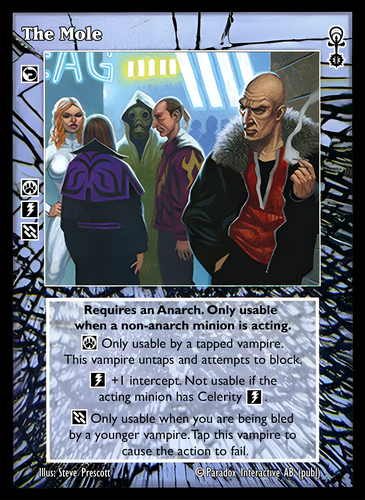 The Mole
AG
Requires an Anarch. Only usable
when a non-anarch minion is acting.
Only usable by a tapped vampire.
This vampire untaps and attempts to block.
+1 intercept. Not usable if the
acting minion has Celerity .
Only usable when you are being bled
by a younger vampire. Tap this vampire to
cause the action to fail.
Illus: Steve Prescott © Paradox Interactive AB (publ)